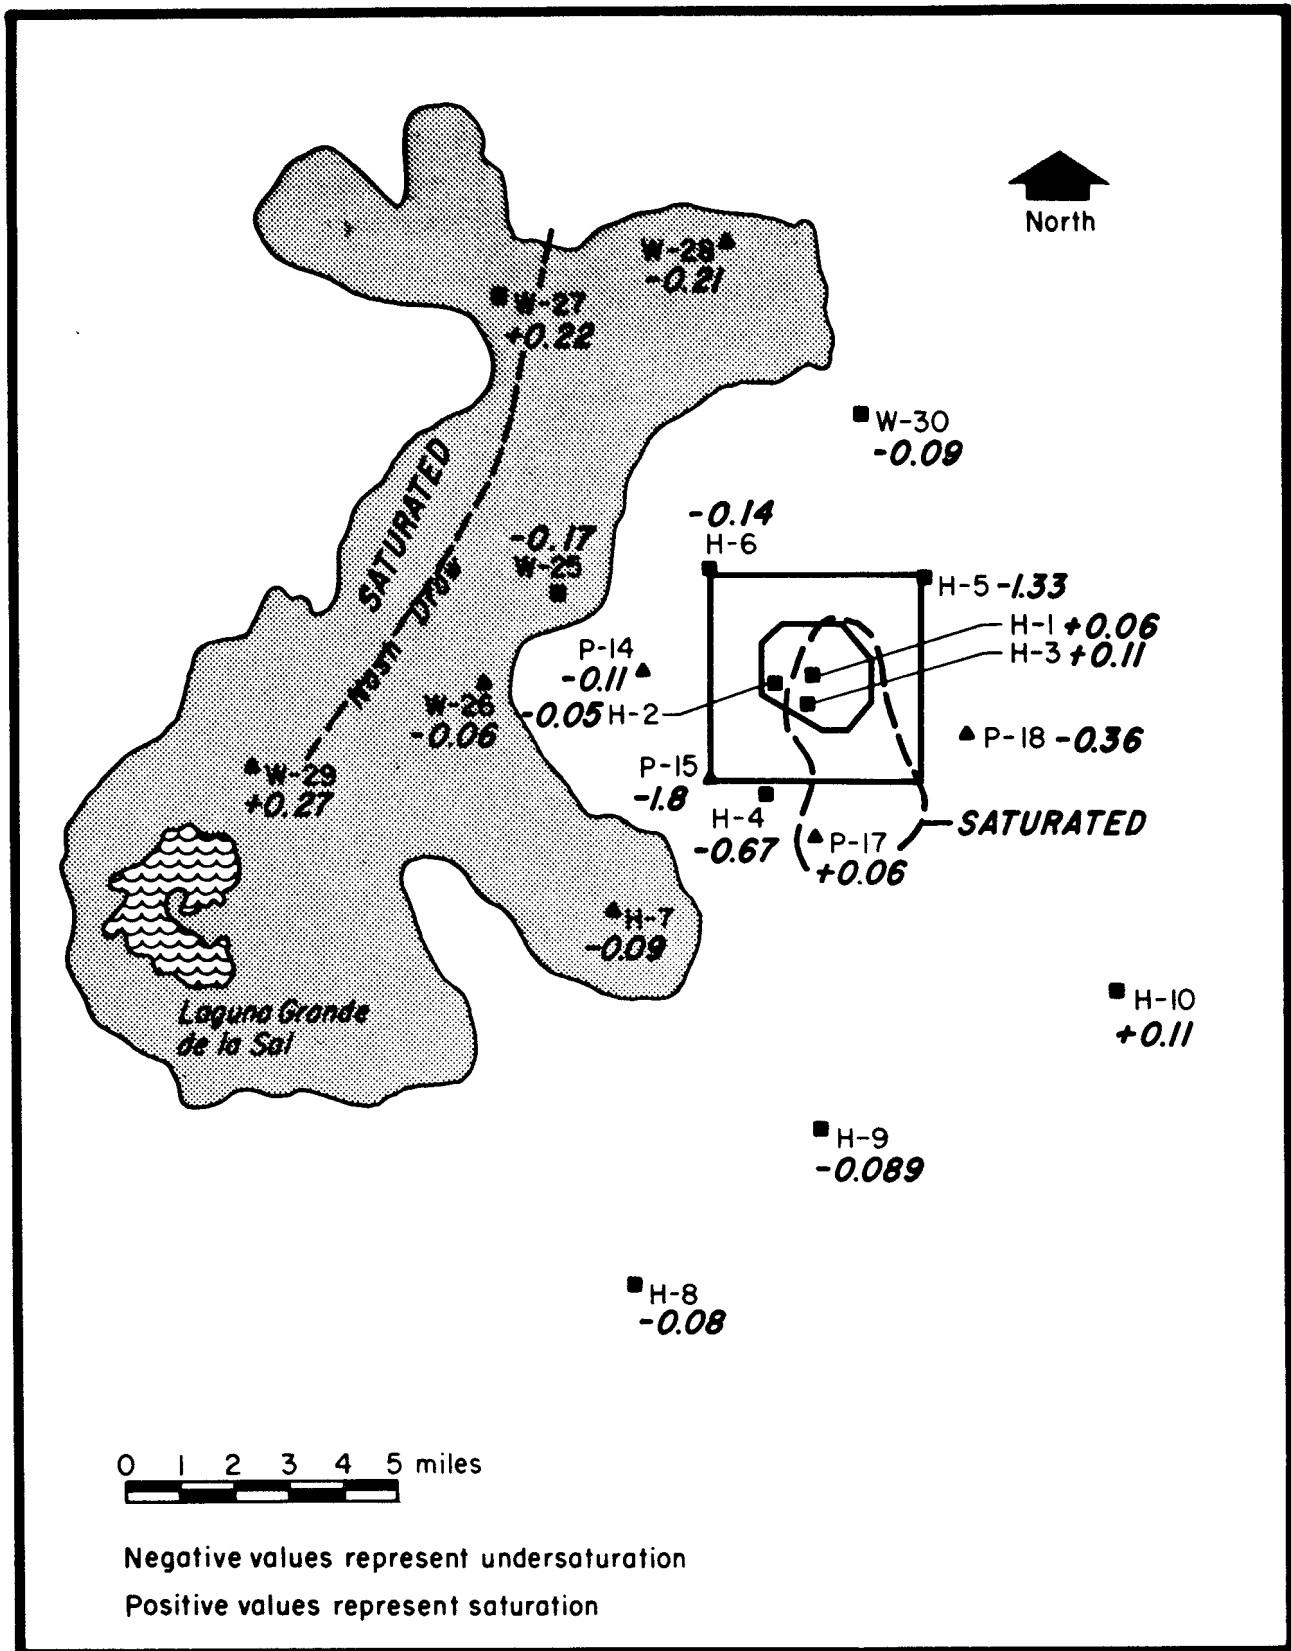 North
W-28
-0.21
W-27
+0.22
W-30
-0.09
SATURATED
Nash Draw
-0.17
W-25
-0.14
H-6
H-5 -1.33
H-1 +0.06
H-3 +0.11
P-14
-0.11
-0.05 H-2
W-26
-0.06
P-18 -0.36
W-29
+0.27
P-15
-1.8
H-4
-0.67
P-17
+0.06
SATURATED
H-7
-0.09
Laguna Grande
de la Sal
H-10
+0.11
H-9
-0.089
H-8
-0.08
0 1 2 3 4 5 miles
Negative values represent undersaturation
Positive values represent saturation